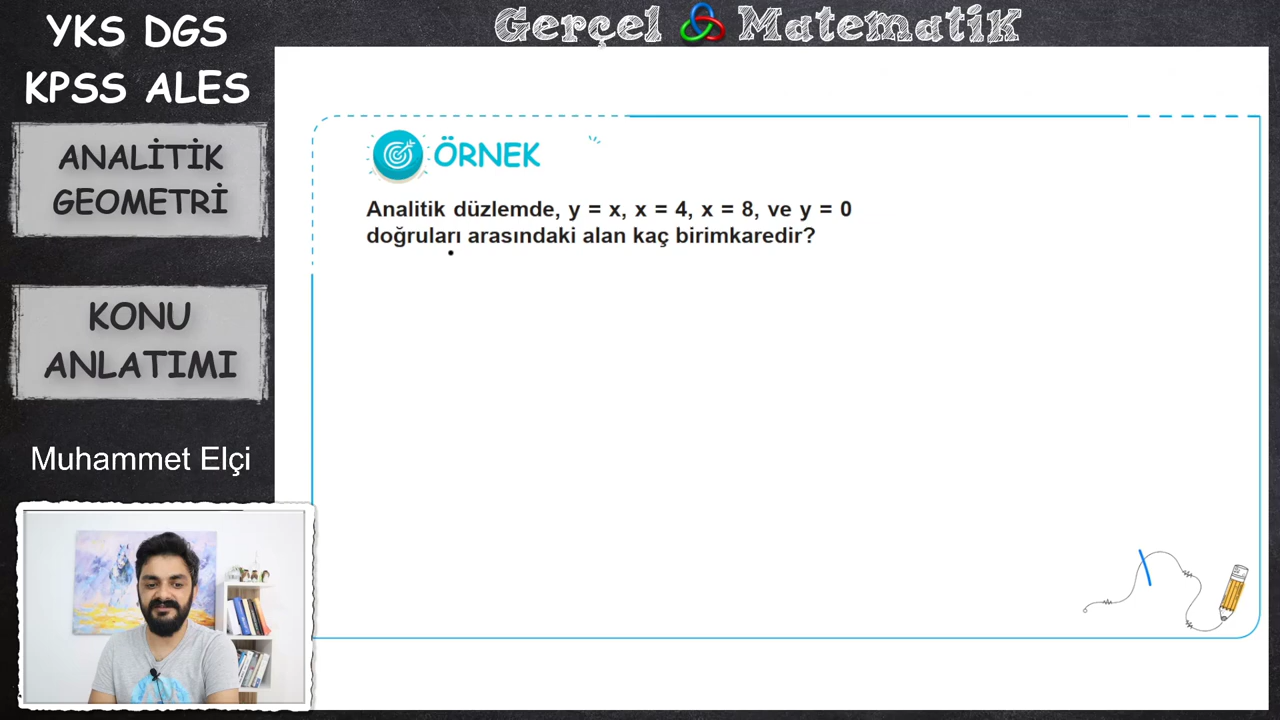 YKS DGS
KPSS ALES
Gerçel Matematik
ANALİTİK
GEOMETRİ
KONU
ANLATIMI
Muhammet Elçi
ÖRNEK
Analitik düzlemde, y = x, x = 4, x = 8, ve y = 0
doğruları arasındaki alan kaç birimkaredir?